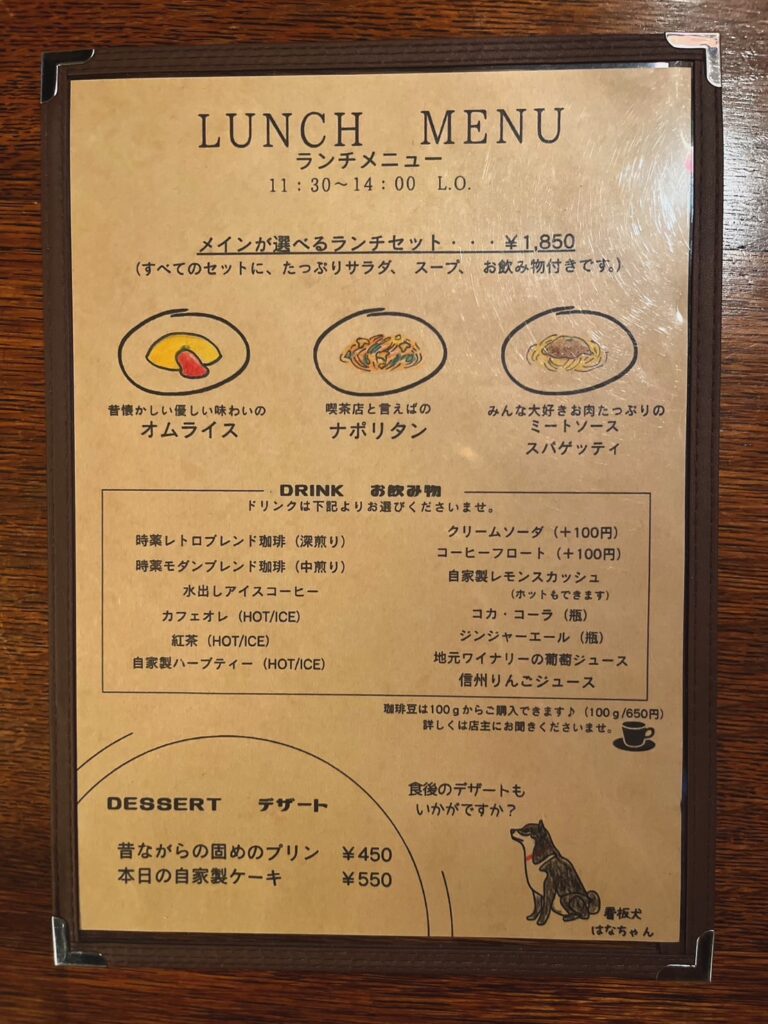 LUNCH MENU
ランチメニュー
11：30～14：00 L.O.
メインが選べるランチセット・・・￥1,850
（すべてのセットに、たっぷりサラダ、スープ、お飲み物付きです。）
昔懐かしい優しい味わいの
オムライス
喫茶店と言えばの
ナポリタン
みんな大好きお肉たっぷりの
ミートソース
スパゲッティ
DRINK お飲み物
ドリンクは下記よりお選びくださいませ。
時薬レトロブレンド珈琲（深煎り）
時薬モダンブレンド珈琲（中煎り）
水出しアイスコーヒー
カフェオレ（HOT/ICE）
紅茶（HOT/ICE）
自家製ハーブティー（HOT/ICE）
クリームソーダ（＋100円）
コーヒーフロート（＋100円）
自家製レモンスカッシュ
（ホットもできます）
コカ・コーラ（瓶）
ジンジャーエール（瓶）
地元ワイナリーの葡萄ジュース
信州りんごジュース
珈琲豆は100ｇからご購入できます♪（100ｇ/650円）
詳しくは店主にお聞きくださいませ。
DESSERT デザート
昔ながらの固めのプリン ￥450
本日の自家製ケーキ ￥550
食後のデザートも
いかがですか？
看板犬
はなちゃん